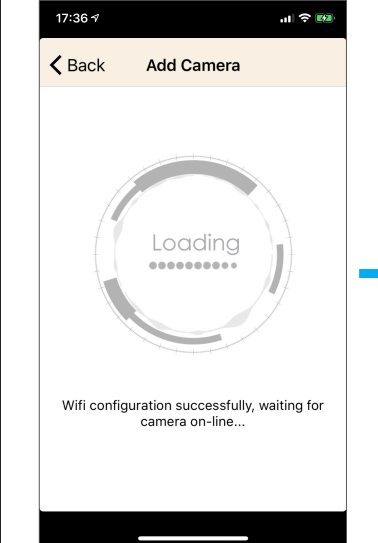 17:36
Back
Add Camera
Loading
Wifi configuration successfully, waiting for
camera on-line...